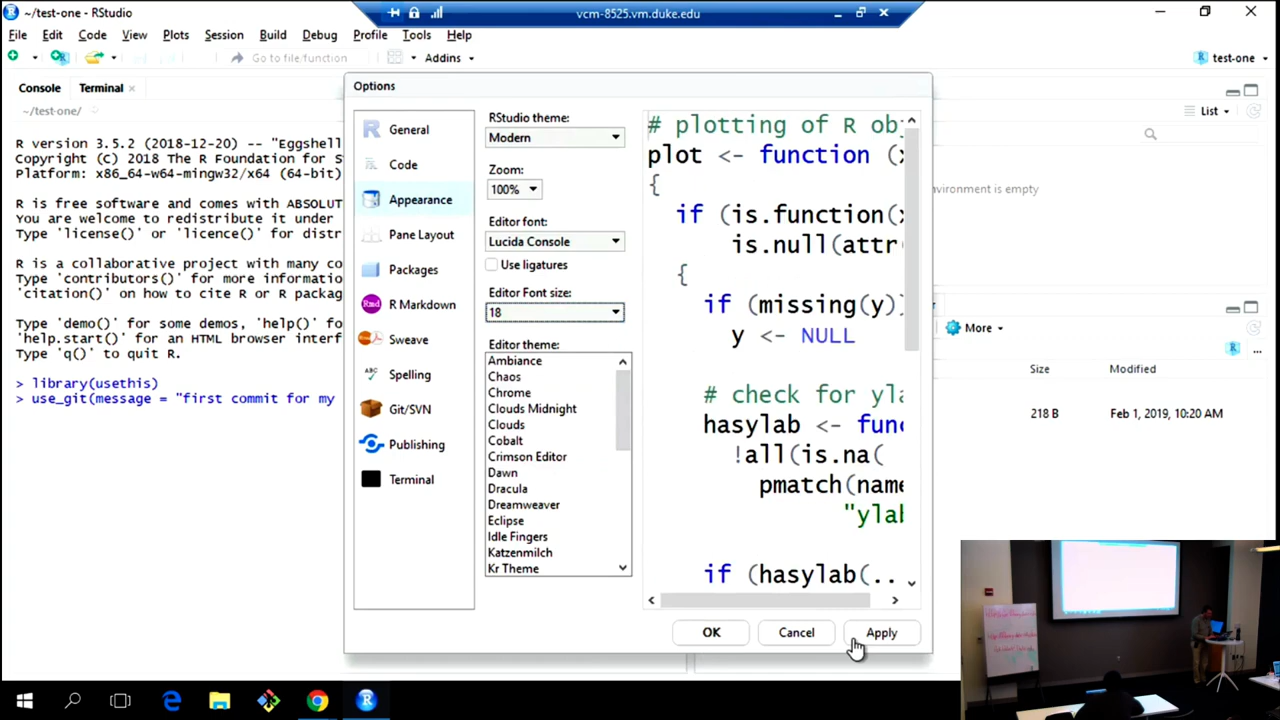 ~/test-one - RStudio
vcm-8525.vm.duke.edu
File Edit Code View Plots Session Build Debug Profile Tools Help
Go to file/function
Addins
test-one
Console Terminal
~/test-one/
List
R version 3.5.2 (2018-12-20) -- "Eggshell
Copyright (C) 2018 The R Foundation for St
Platform: x86_64-w64-mingw32/x64 (64-bit)
R is free software and comes with ABSOLUT
You are welcome to redistribute it under
Type 'license()' or 'licence()' for distr
R is a collaborative project with many co
Type 'contributors()' for more information
'citation()' on how to cite R or R packag
Type 'demo()' for some demos, 'help()' fo
'help.start()' for an HTML browser interf
Type 'q()' to quit R.
> library(usethis)
> use_git(message = "first commit for my
Options
General
Code
Appearance
Pane Layout
Packages
R Markdown
Sweave
Spelling
Git/SVN
Publishing
Terminal
RStudio theme:
Modern
Zoom:
100%
Editor font:
Lucida Console
Use ligatures
Editor Font size:
18
Editor theme:
Ambiance
Chaos
Chrome
Clouds Midnight
Clouds
Cobalt
Crimson Editor
Dawn
Dracula
Dreamweaver
Eclipse
Idle Fingers
Katzenmilch
Kr Theme
# plotting of R obj
plot <- function (x
{
if (is.function(x
is.null(attr(
{
if (missing(y))
y <- NULL
# check for yla
hasylab <- func
!all(is.na(
pmatch(name
"ylab
if (hasylab(..
OK Cancel Apply
nvironment is empty
More
Size Modified
218 B Feb 1, 2019, 10:20 AM